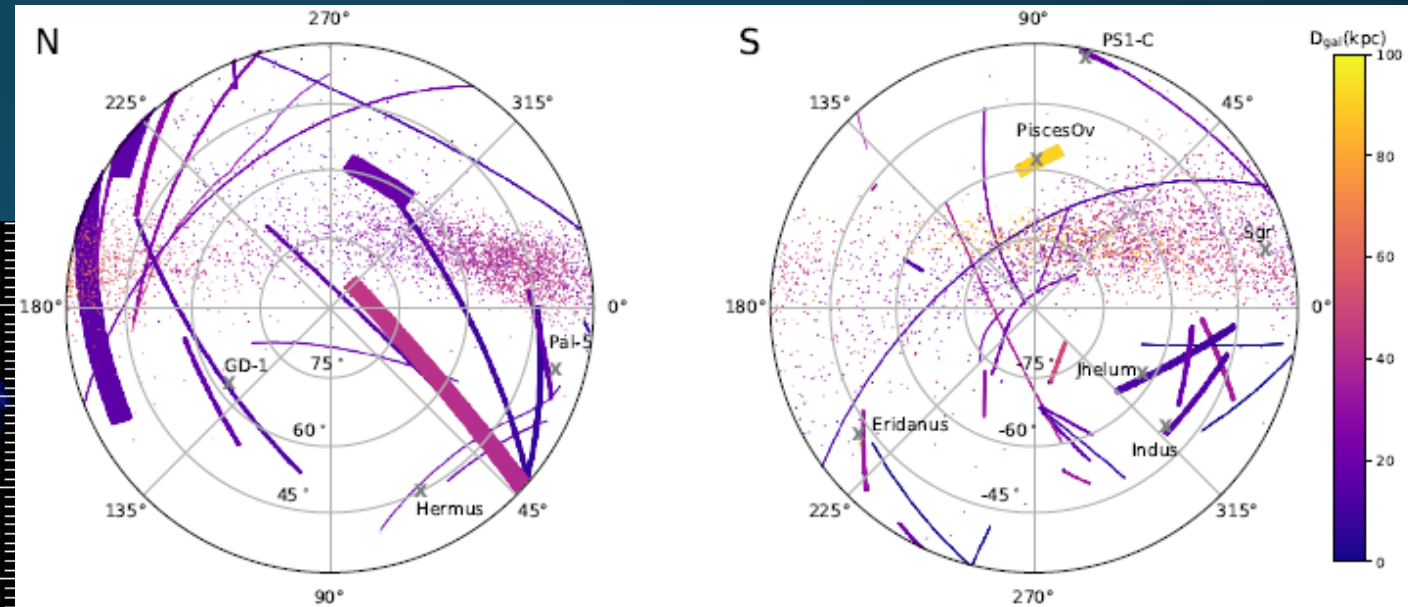 N
270°
225°
315°
180°
0°
GD-1
Pal-5
75
60°
45°
Hermus
135°
45°
90°
S
90°
PS1-C
135°
45°
PiscesOv
Sgr
180°
0°
-75°
Jhelum
Eridanus
-60°
Indus
-45°
225°
315°
270°
D_gal(kpc)
100
80
60
40
20
0